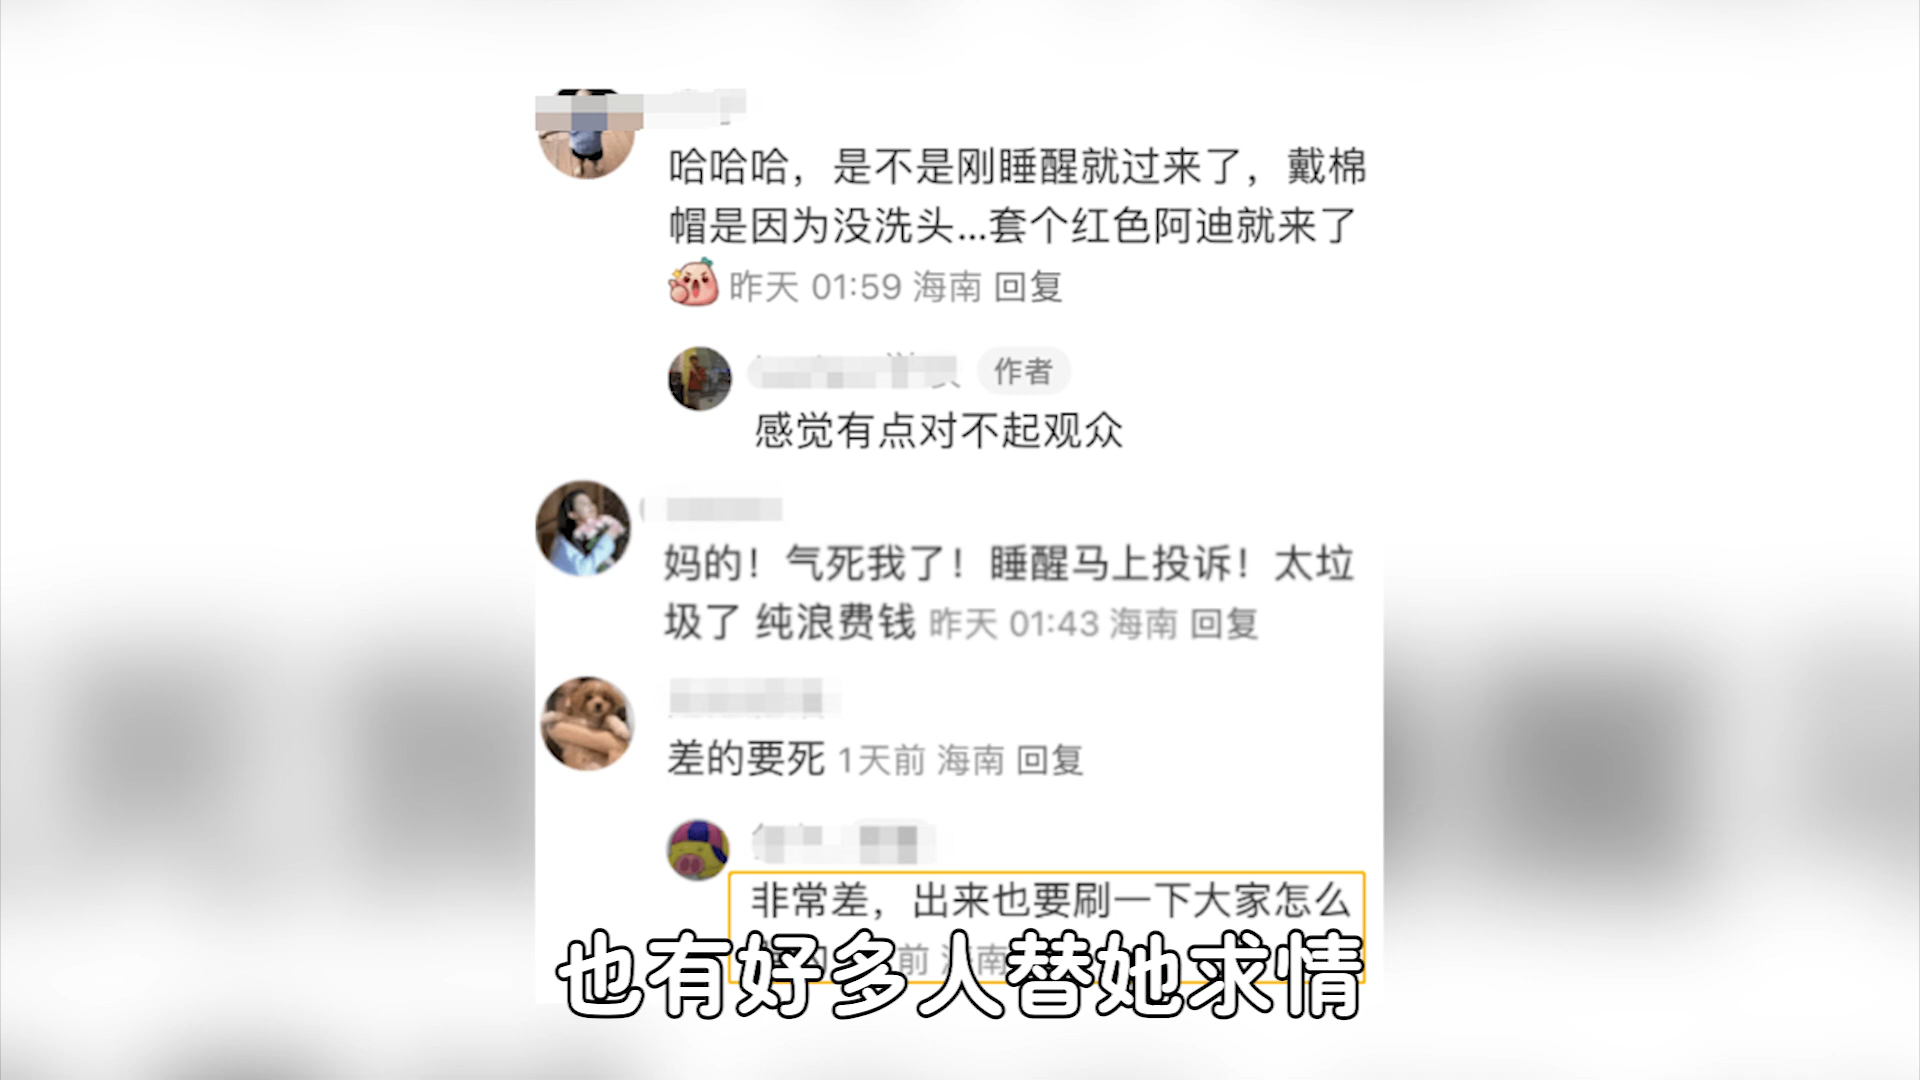 哈哈哈，是不是刚睡醒就过来了，戴棉
帽是因为没洗头...套个红色阿迪就来了
昨天 01:59 海南 回复
作者
感觉有点对不起观众
妈的！气死我了！睡醒马上投诉！太垃
圾了 纯浪费钱 昨天 01:43 海南 回复
差的要死 1天前 海南 回复
非常差，出来也要刷一下大家怎么
前 海南
也有好多人替她求情